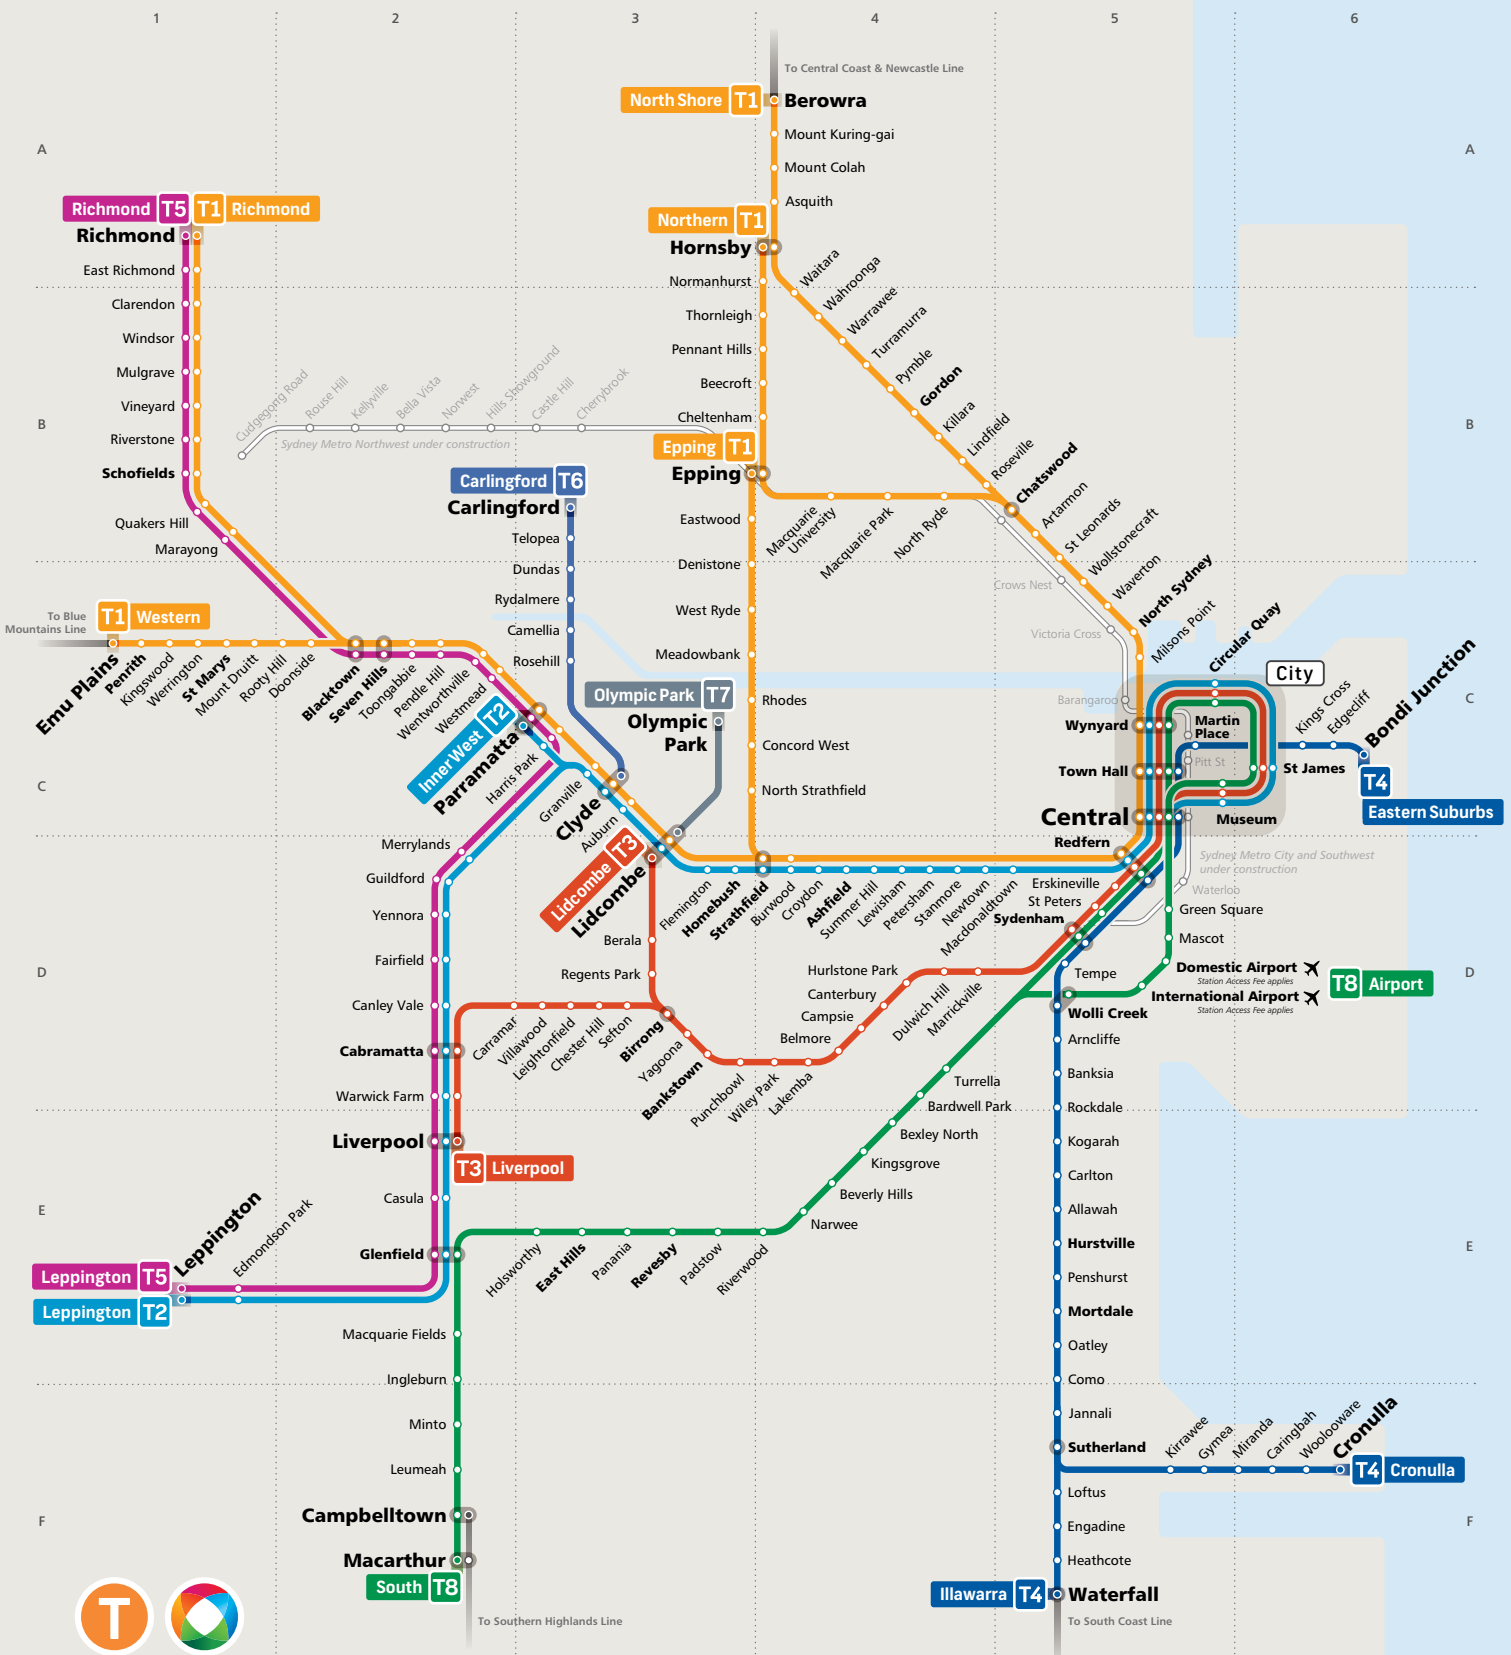 1
2
3
4
5
6
A
A
B
B
C
C
D
D
E
E
F
F
To Central Coast & Newcastle Line
North Shore T1
Berowra
Mount Kuring-gai
Mount Colah
Asquith
Northern T1
Hornsby
Richmond T5
T1 Richmond
Richmond
East Richmond
Clarendon
Windsor
Mulgrave
Vineyard
Riverstone
Schofields
Quakers Hill
Marayong
Normanhurst
Thornleigh
Pennant Hills
Beecroft
Cheltenham
Epping T1
Epping
Waitara
Wahroonga
Warrawee
Turramurra
Pymble
Gordon
Killara
Lindfield
Roseville
Chatswood
Artarmon
St Leonards
Wollstonecraft
Waverton
North Sydney
Milsons Point
Cudgegong Road
Rouse Hill
Kellyville
Bella Vista
Norwest
Hills Showground
Castle Hill
Cherrybrook
Sydney Metro Northwest under construction
Carlingford T6
Carlingford
Telopea
Dundas
Rydalmere
Camellia
Rosehill
Eastwood
Denistone
West Ryde
Meadowbank
Rhodes
Concord West
North Strathfield
Macquarie
University
Macquarie Park
North Ryde
Crows Nest
Victoria Cross
Barangaroo
To Blue
Mountains Line
T1 Western
Emu Plains
Penrith
Kingswood
Werrington
St Marys
Mount Druitt
Rooty Hill
Doonside
Blacktown
Seven Hills
Toongabbie
Pendle Hill
Wentworthville
Westmead
Inner West T2
Parramatta
Harris Park
Granville
Clyde
Auburn
Olympic Park T7
Olympic
Park
Lidcombe T3
Lidcombe
Circular Quay
City
Wynyard
Martin
Place
Pitt St
Town Hall
St James
Central
Museum
Redfern
Kings Cross
Edgecliff
Bondi Junction
T4
Eastern Suburbs
Sydney Metro City and Southwest
under construction
Waterloo
Flemington
Homebush
Strathfield
Burwood
Croydon
Ashfield
Summer Hill
Lewisham
Petersham
Stanmore
Newtown
Macdonaldtown
Erskineville
St Peters
Sydenham
Green Square
Mascot
Domestic Airport
Station Access Fee applies
International Airport
Station Access Fee applies
T8 Airport
Tempe
Wolli Creek
Merrylands
Guildford
Yennora
Fairfield
Canley Vale
Cabramatta
Warwick Farm
Liverpool
T3 Liverpool
Casula
Glenfield
Berala
Regents Park
Carramar
Villawood
Leightonfield
Chester Hill
Sefton
Birrong
Yagoona
Bankstown
Punchbowl
Wiley Park
Lakemba
Belmore
Campsie
Canterbury
Hurlstone Park
Dulwich Hill
Marrickville
Turrella
Bardwell Park
Bexley North
Kingsgrove
Beverly Hills
Narwee
Riverwood
Padstow
Revesby
Panania
East Hills
Holsworthy
Leppington T5
Leppington T2
Leppington
Edmondson Park
Macquarie Fields
Ingleburn
Minto
Leumeah
Campbelltown
Macarthur
South T8
To Southern Highlands Line
Arncliffe
Banksia
Rockdale
Kogarah
Carlton
Allawah
Hurstville
Penshurst
Mortdale
Oatley
Como
Jannali
Sutherland
Kirrawee
Gymea
Miranda
Caringbah
Woolooware
Cronulla
T4 Cronulla
Loftus
Engadine
Heathcote
Illawarra T4
Waterfall
To South Coast Line
T